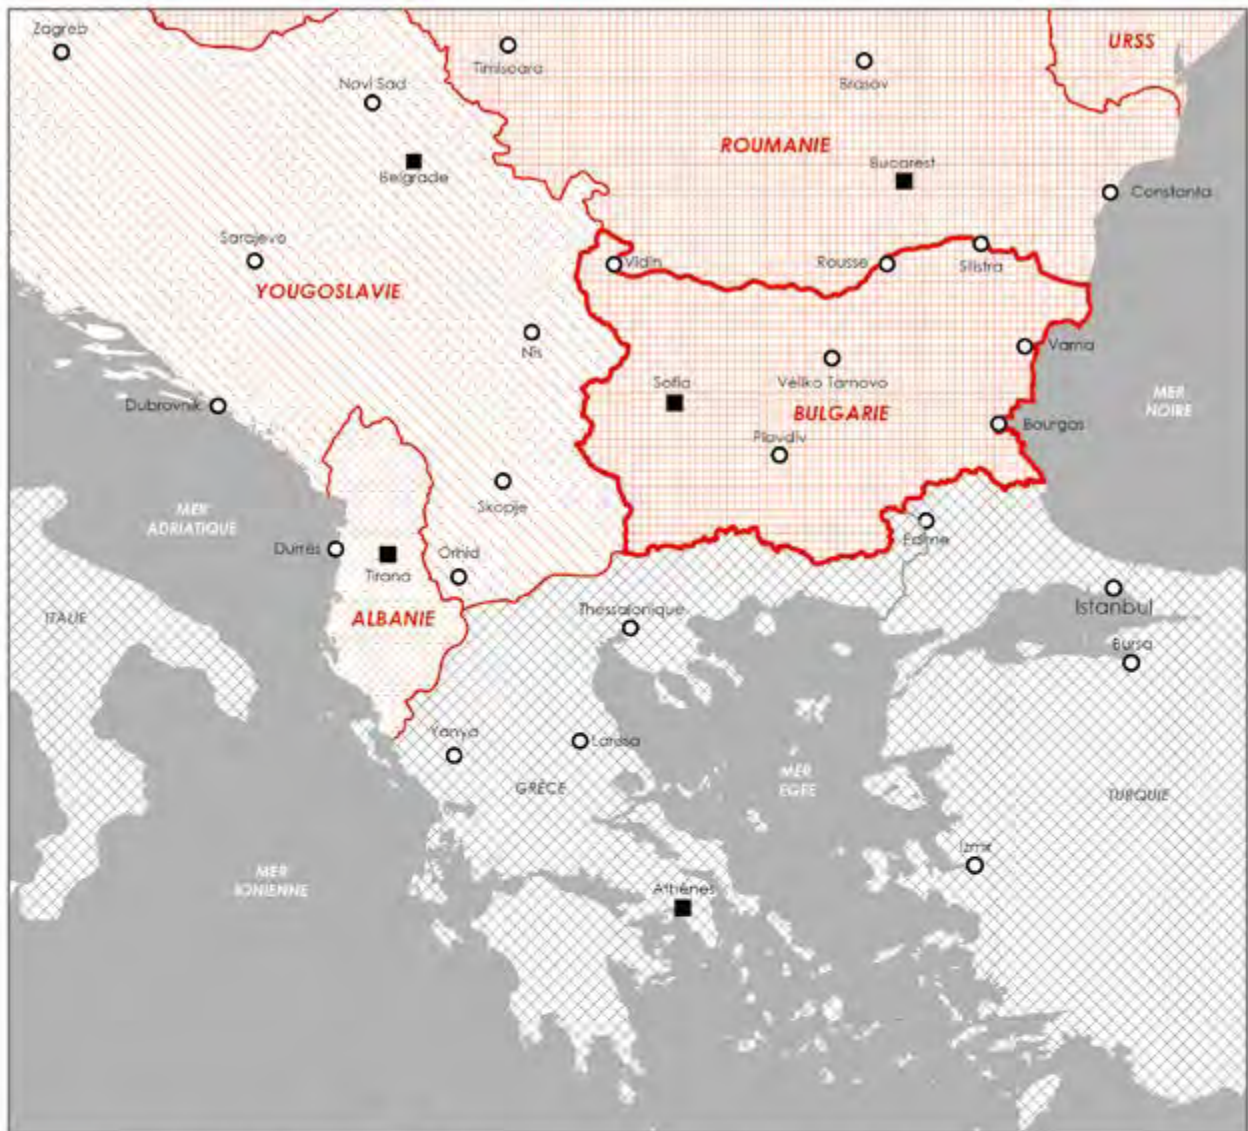 Zagreb
Timisoara
URSS
Novi Sad
Brasov
ROUMANIE
Bucarest
Belgrade
Constanta
Sarajevo
Vidin
Rousse
Silistra
YOUGOSLAVIE
Nis
Varna
Sofia
Véliko Tarnovo
Dubrovnik
BULGARIE
MER
NOIRE
Bourgas
Plovdiv
Skopje
MER
ADRIATIQUE
Edirne
Durrës
Tirana
Orhid
Istanbul
ITALIE
ALBANIE
Thessalonique
Bursa
Yanya
Larissa
MER
EGEE
GRÈCE
TURQUIE
Izmir
MER
IONIENNE
Athènes